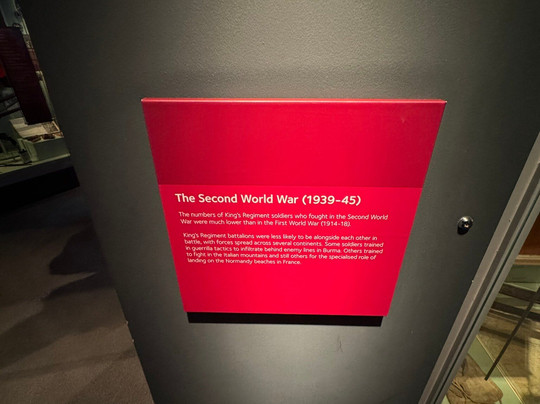 The Second World War (1939–45)
The numbers of King's Regiment soldiers who fought in the Second World
War were much lower than in the First World War (1914-18).
King's Regiment battalions were less likely to be alongside each other in
battle, with forces spread across several continents. Some soldiers trained
in guerilla tactics to infiltrate behind enemy lines in Burma. Others trained
to fight in the Italian mountains and still others for the specialised role of
landing on the Normandy beaches in France.